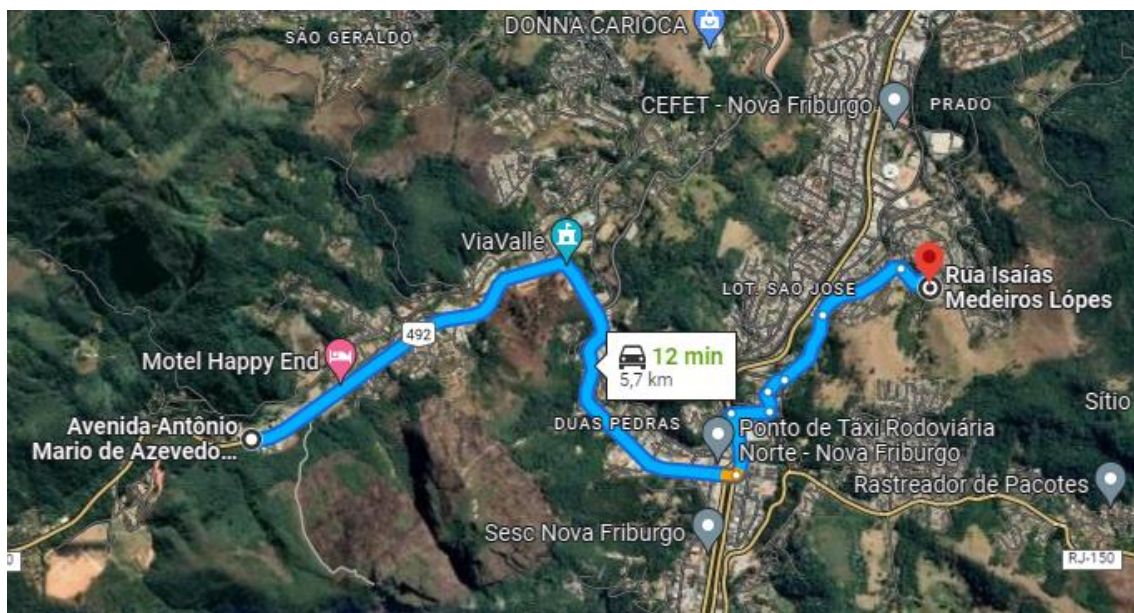 DONNA CARIOCA
SÃO GERALDO
CEFET - Nova Friburgo
PRADO
ViaValle
Rua Isaías
Medeiros Lópes
LOT. SAO JOSE
492
12 min
5,7 km
Motel Happy End
Sítio
Avenida Antônio
Mario de Azevedo...
DUAS PEDRAS
Ponto de Táxi Rodoviária
Norte - Nova Friburgo
Rastreador de Pacotes
Sesc Nova Friburgo
RJ-150
0